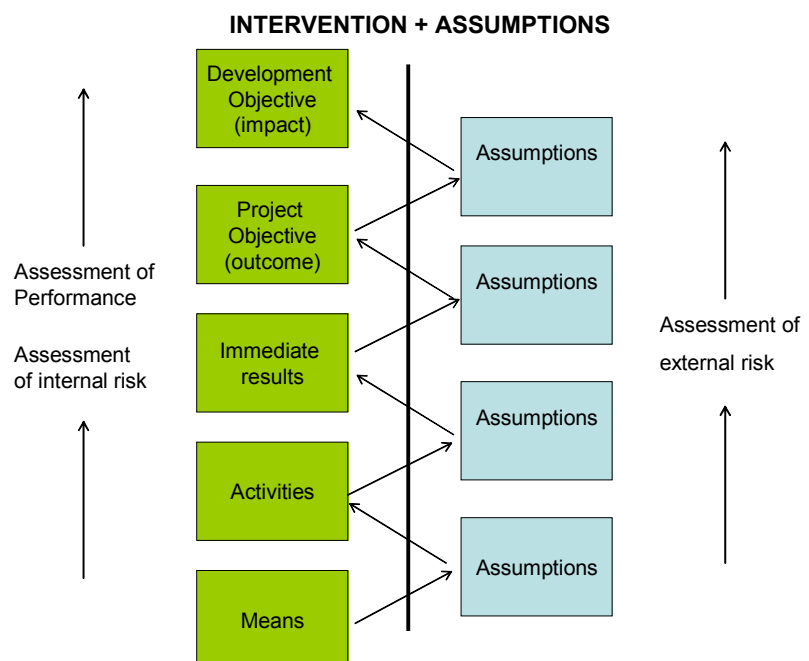 INTERVENTION + ASSUMPTIONS
Development
Objective
(impact)
Assumptions
Project
Objective
(outcome)
Assumptions
Assessment of
Performance
Assessment
of internal risk
Immediate
results
Assessment of
external risk
Assumptions
Activities
Assumptions
Means